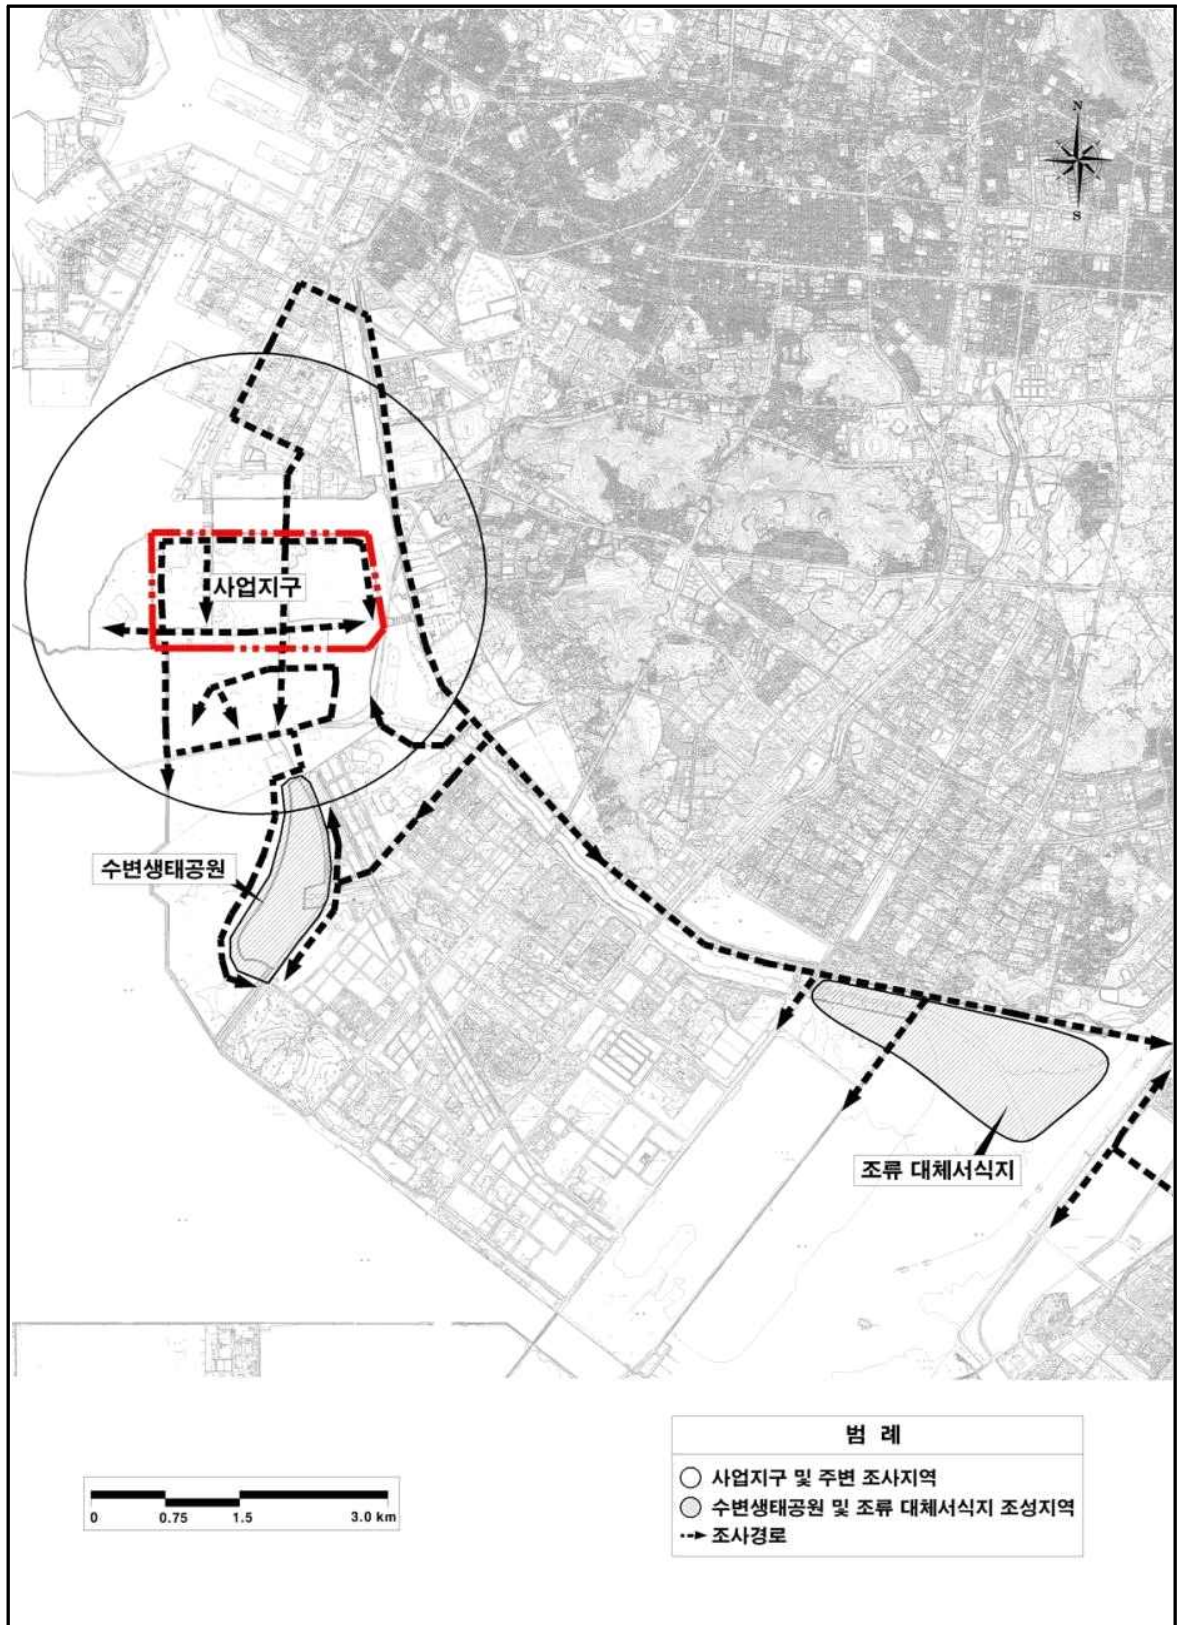 N
S
사업지구
수변생태공원
조류 대체서식지
범 례
사업지구 및 주변 조사지역
수변생태공원 및 조류 대체서식지 조성지역
조사경로
0 0.75 1.5 3.0 km